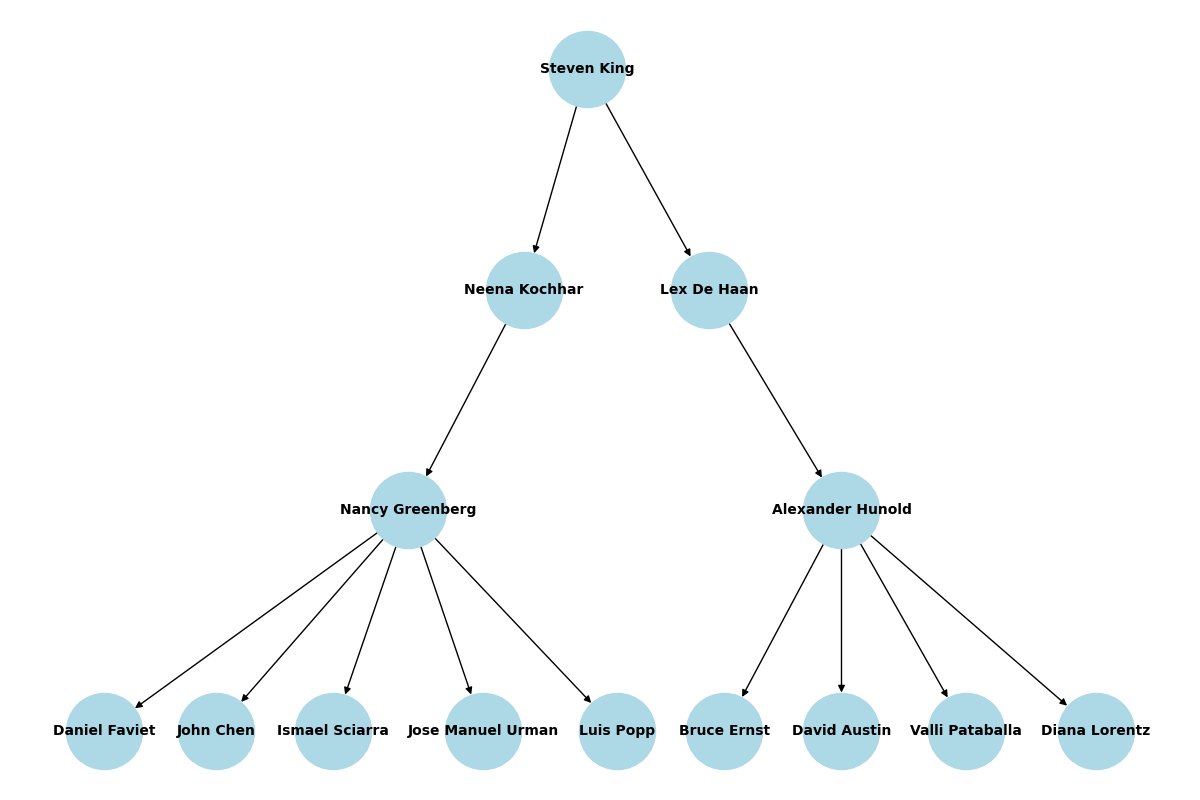 Steven King
Neena Kochhar
Lex De Haan
Nancy Greenberg
Alexander Hunold
Daniel Faviet
John Chen
Ismael Sciarra
Jose Manuel Urman
Luis Popp
Bruce Ernst
David Austin
Valli Pataballa
Diana Lorentz